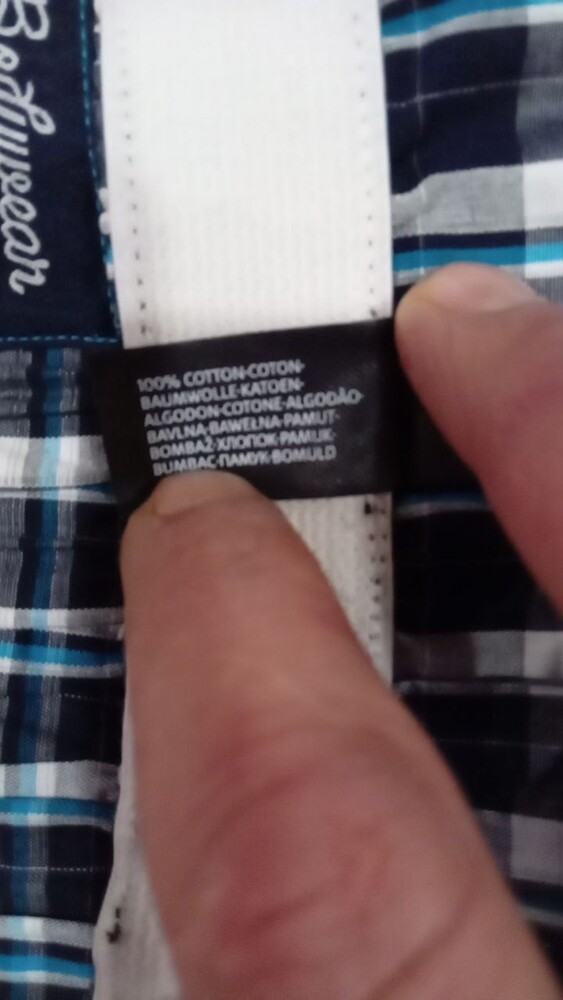 Bodywear
100% COTTON·COTON·
BAUMWOLLE·KATOEN·
ALGODON·COTONE·ALGODÃO·
BAVLNA·BAWEŁNA·PAMUT·
BOMBAŽ·ХЛОПОК·PAMUK·
BUMBAC·ПАМУК·BOMULD